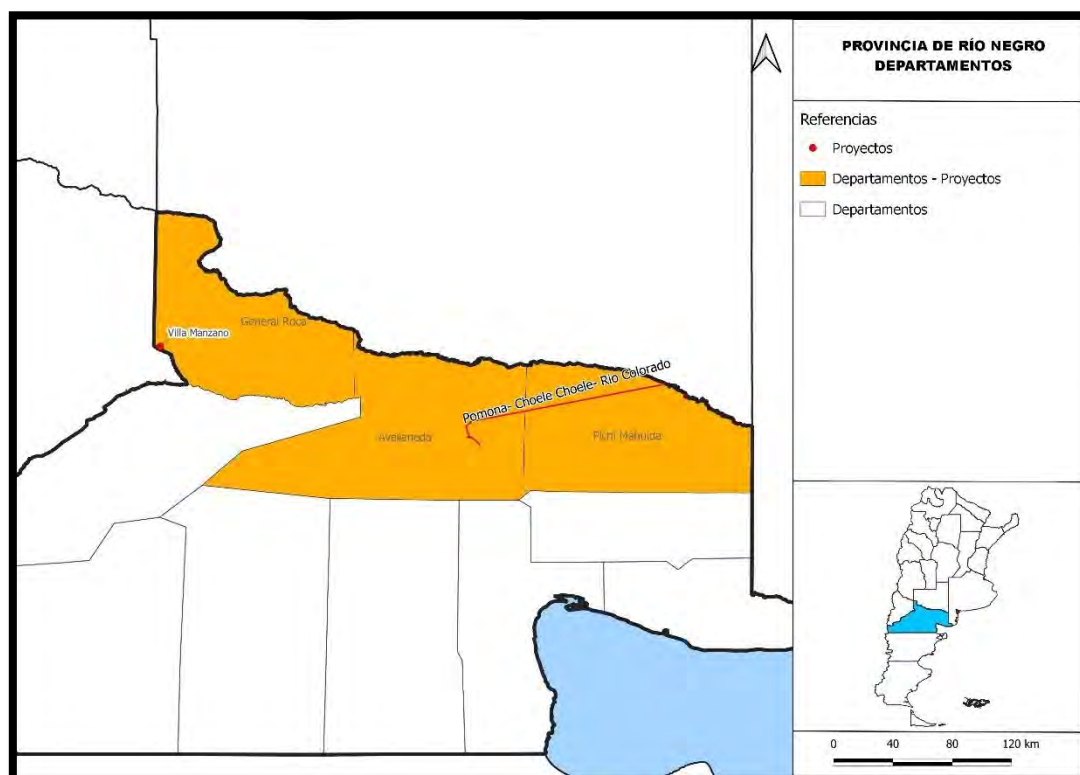 PROVINCIA DE RÍO NEGRO
DEPARTAMENTOS
Referencias
Proyectos
Departamentos - Proyectos
Departamentos
General Roca
Villa Manzano
Pomona- Choele Choele- Rio Colorado
Avellaneda
Pichi Mahuida
0 40 80 120 km